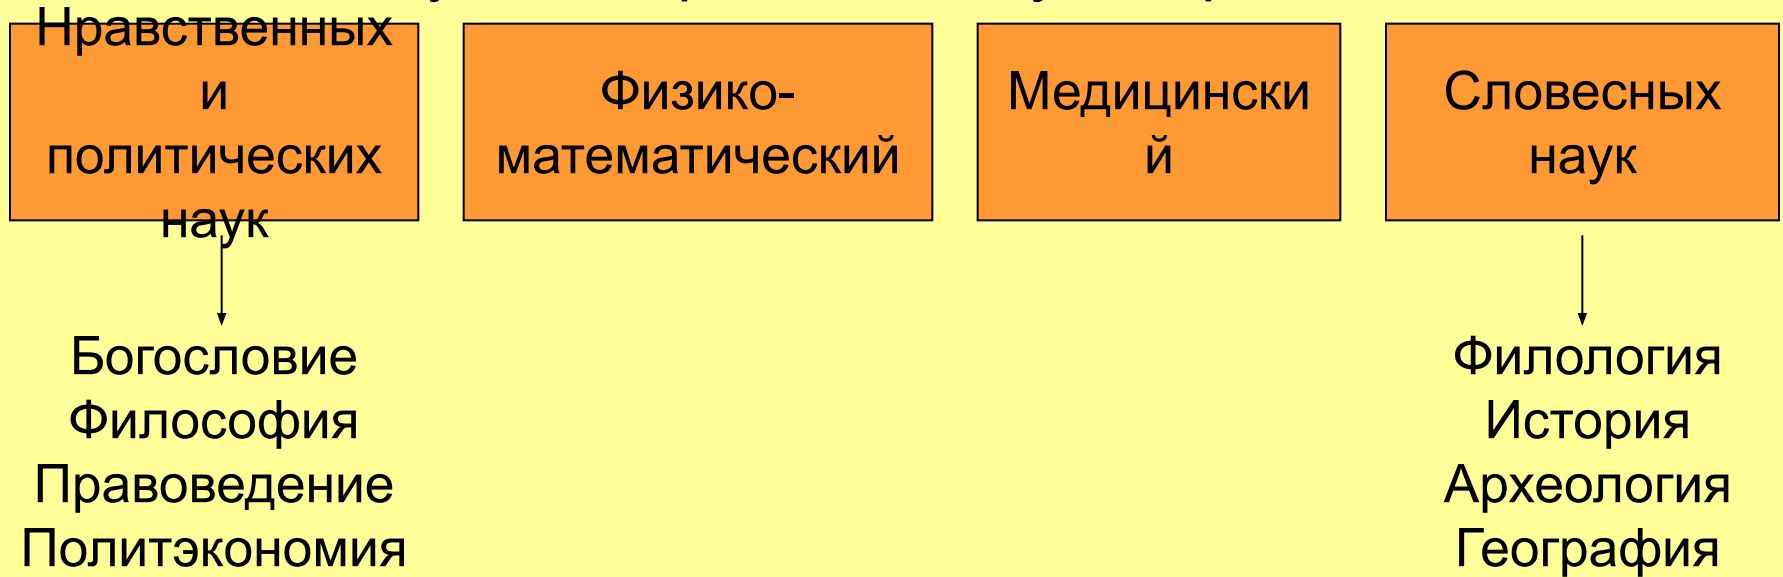 Нравственных
и
политических
наук
Физико-
математический
Медицински
й
Словесных
наук
Богословие
Философия
Правоведение
Политэкономия
Филология
История
Археология
География